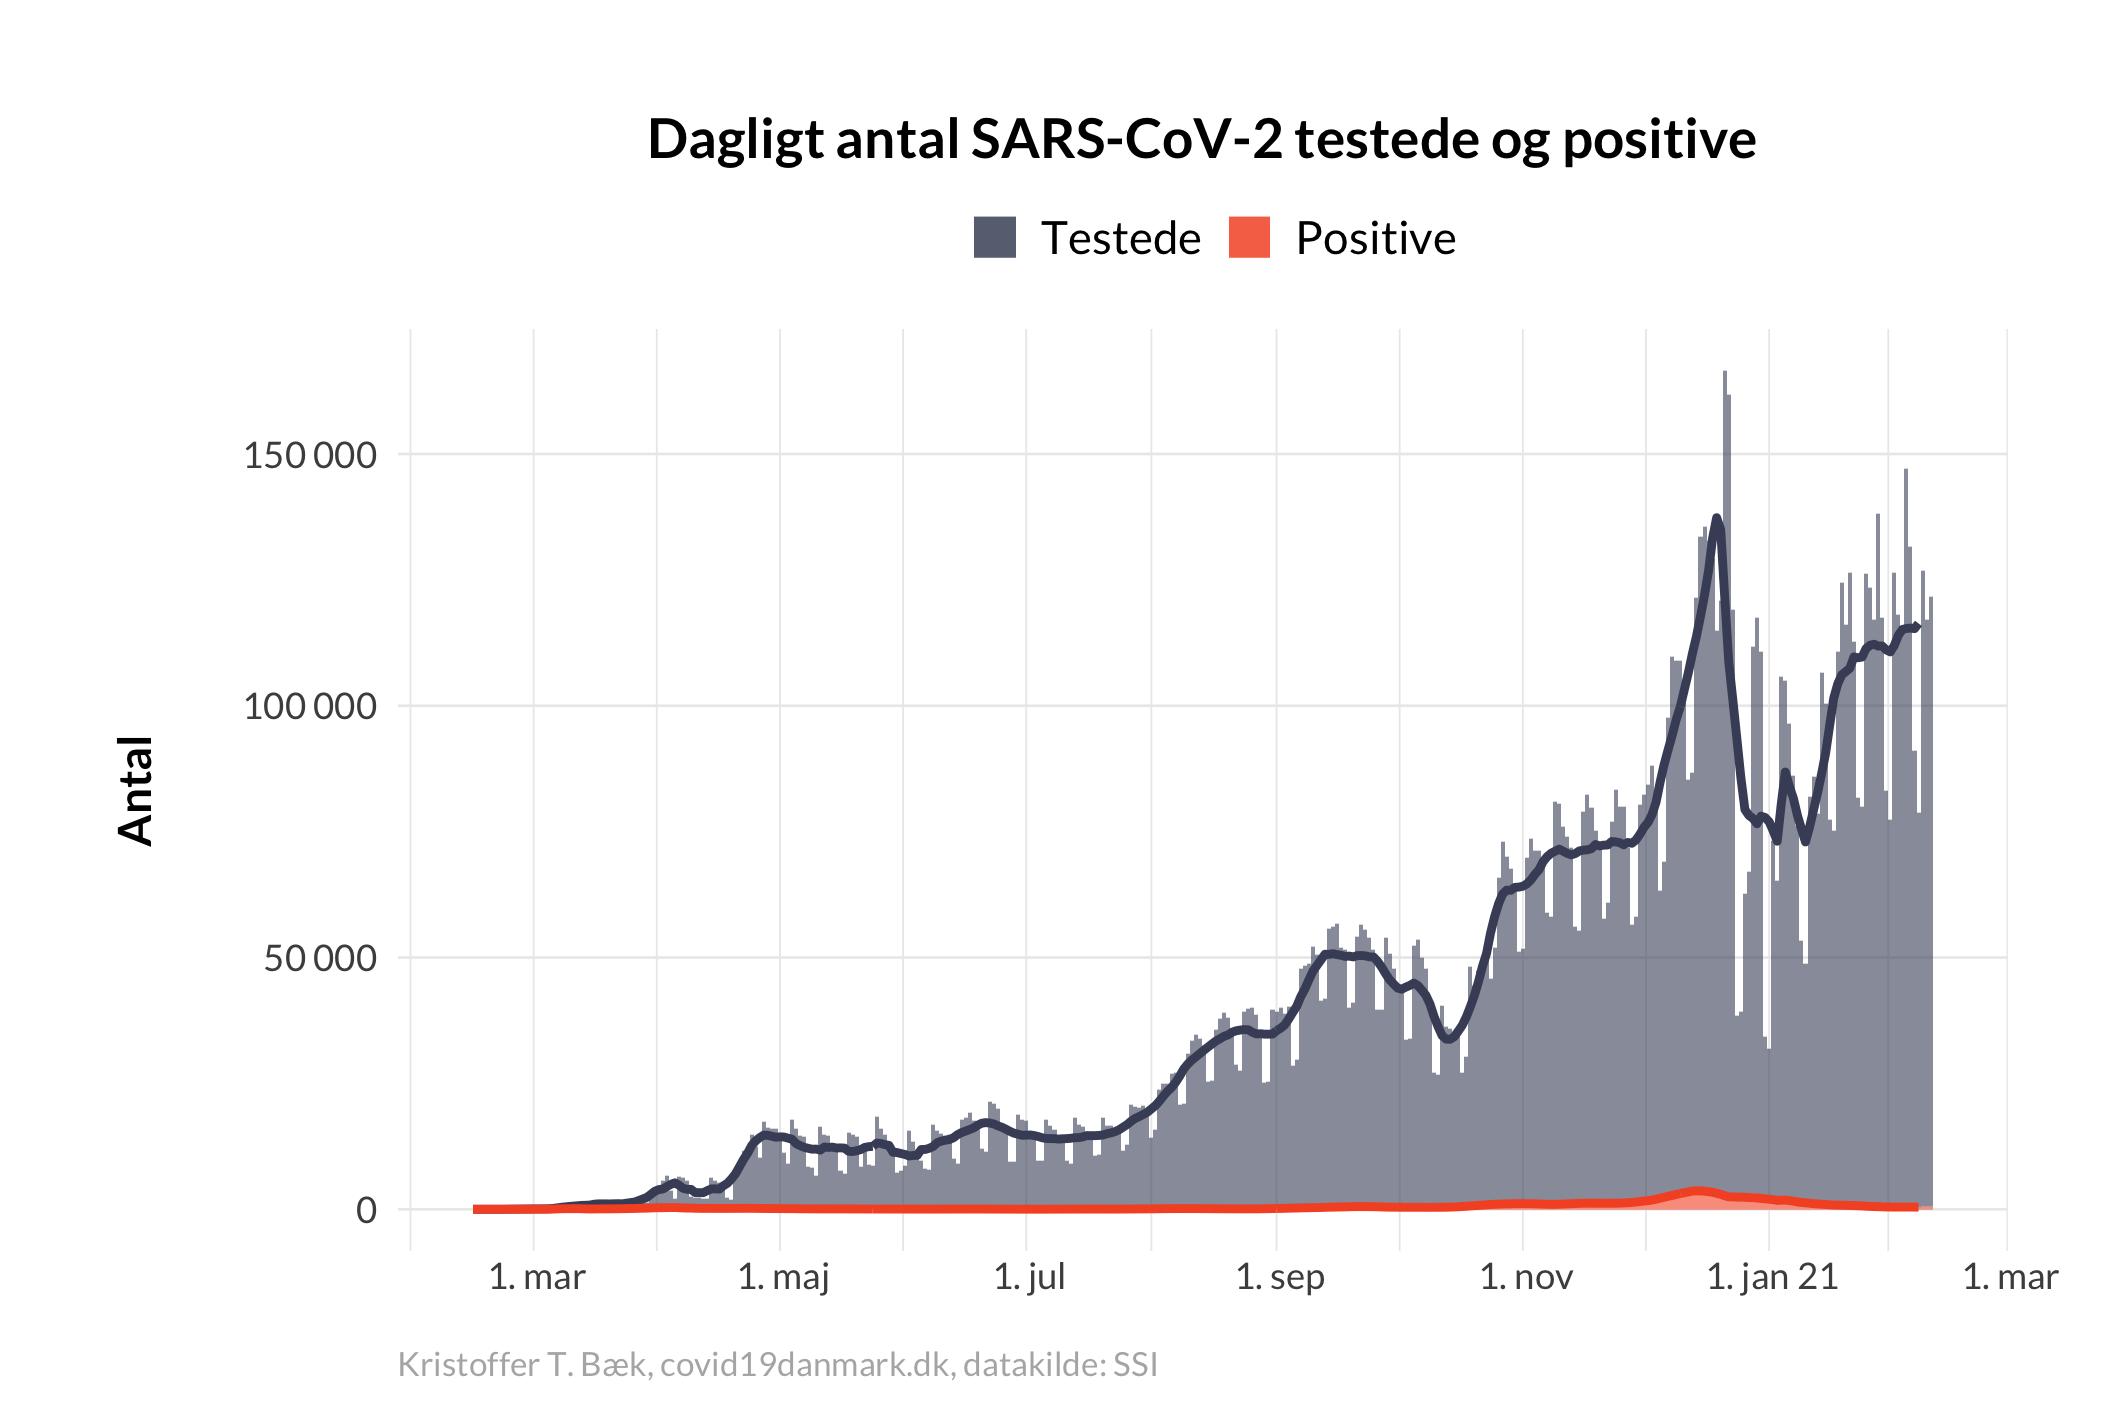 Dagligt antal SARS-CoV-2 testede og positive
Testede Positive
Antal
150 000
100 000
50 000
0
1. mar 1. maj 1. jul 1. sep 1. nov 1. jan 21 1. mar
Kristoffer T. Bæk, covid19danmark.dk, datakilde: SSI